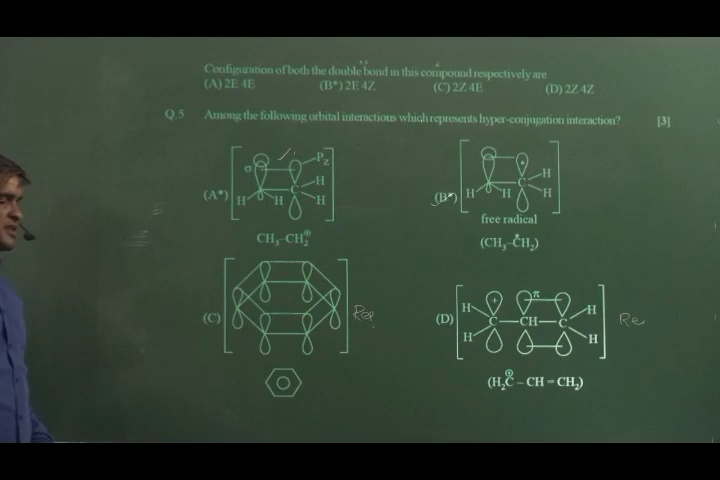 Configuration of both the double bond in this compound respectively are
(A) 2E 4E (B*) 2E 4Z (C) 2Z 4E (D) 2Z 4Z
Q.5 Among the following orbital interactions which represents hyper-conjugation interaction? [3]
(A*) σ Pz H H C H H
CH₃–CH₂⊕
(B*) H H C H H
free radical
(CH₃–ĊH₂)
(C)
(D) H H C + – CH – C π H H
(H₂C⊕ – CH = CH₂)